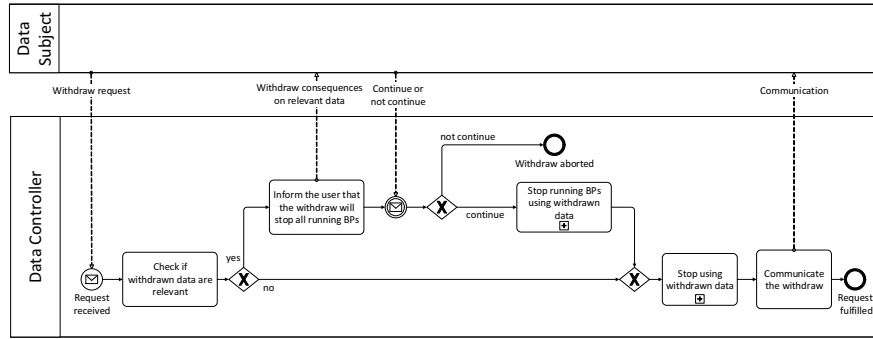 Data
Subject
Withdraw request
Withdraw consequences
on relevant data
Continue or
not continue
Communication
Data Controller
not continue
Withdraw aborted
Inform the user that
the withdraw will
stop all running BPs
X
continue
Stop running BPs
using withdrawn
data
yes
Request
received
Check if
withdrawn data are
relevant
X
no
X
Stop using
withdrawn data
Communicate
the withdraw
Request
fulfilled